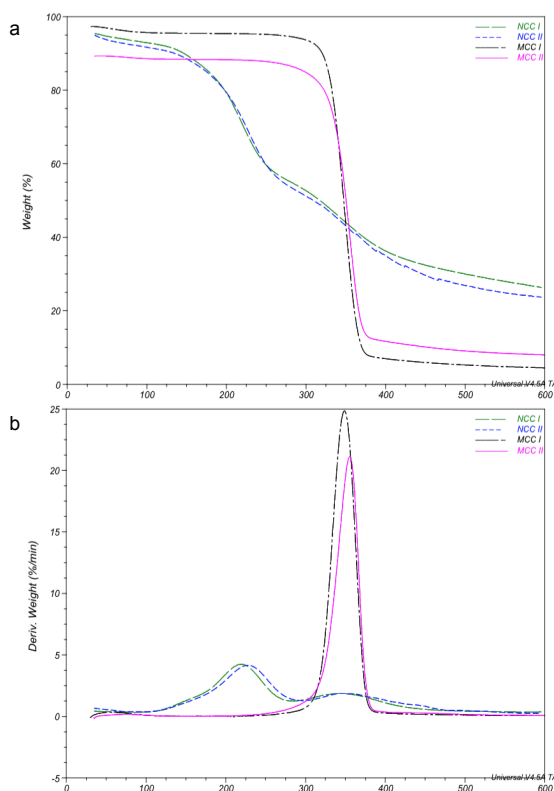 a
100
80
60
40
20
0
Weight (%)
NCC I
NCC II
MCC I
MCC II
0 100 200 300 400 500 600
Universal V4.5A TA
b
25
20
15
10
5
0
-5
Deriv. Weight (%/min)
NCC I
NCC II
MCC I
MCC II
0 100 200 300 400 500 600
Universal V4.5A TA